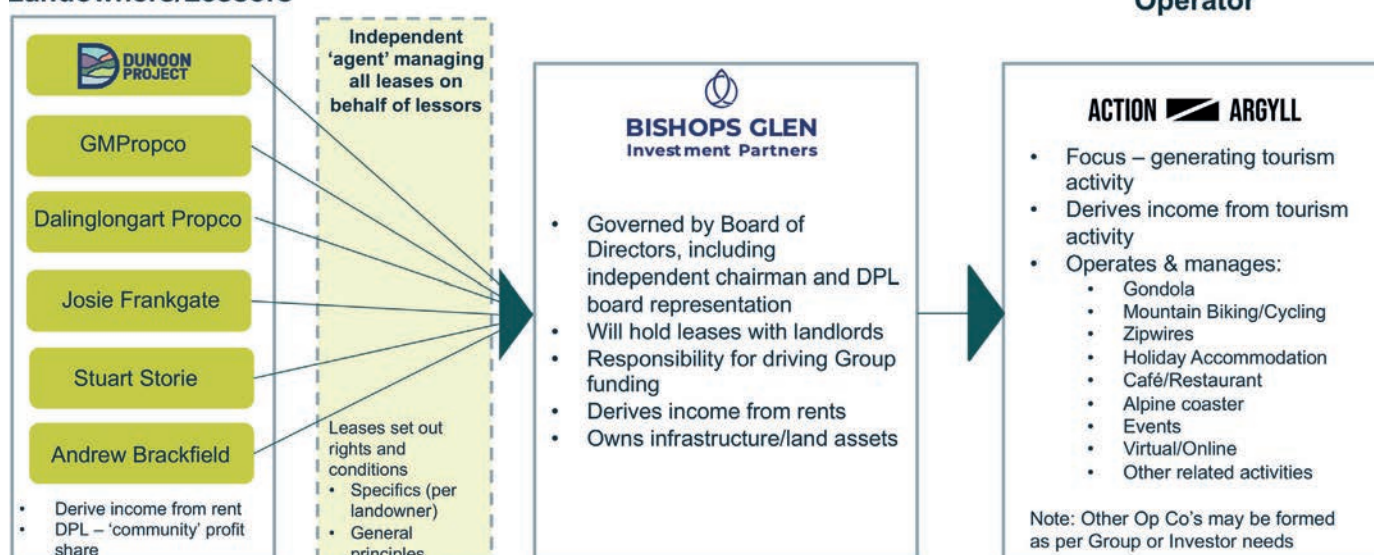 Landowners/Lessors
DUNOON
PROJECT
GMPropco
Dalinglongart Propco
Josie Frankgate
Stuart Storie
Andrew Brackfield
• Derive income from rent
• DPL – ‘community’ profit
share
Independent
‘agent’ managing
all leases on
behalf of lessors
Leases set out
rights and
conditions
• Specifics (per
landowner)
• General
principles
BISHOPS GLEN
Investment Partners
• Governed by Board of
Directors, including
independent chairman and DPL
board representation
• Will hold leases with landlords
• Responsibility for driving Group
funding
• Derives income from rents
• Owns infrastructure/land assets
Operator
ACTION ARGYLL
• Focus – generating tourism
activity
• Derives income from tourism
activity
• Operates & manages:
• Gondola
• Mountain Biking/Cycling
• Zipwires
• Holiday Accommodation
• Café/Restaurant
• Alpine coaster
• Events
• Virtual/Online
• Other related activities
Note: Other Op Co’s may be formed
as per Group or Investor needs